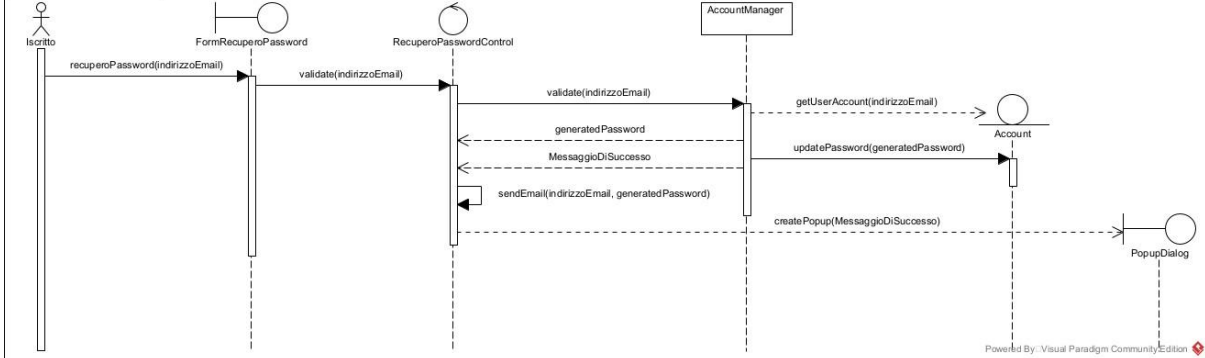 AccountManager
Iscritto
FormRecuperoPassword
RecuperoPasswordControl
recuperoPassword(indirizzoEmail)
validate(indirizzoEmail)
validate(indirizzoEmail)
getUserAccount(indirizzoEmail)
Account
generatedPassword
updatePassword(generatedPassword)
MessaggioDiSuccesso
sendEmail(indirizzoEmail, generatedPassword)
createPopup(MessaggioDiSuccesso)
PopupDialog
Powered By Visual Paradigm Community Edition